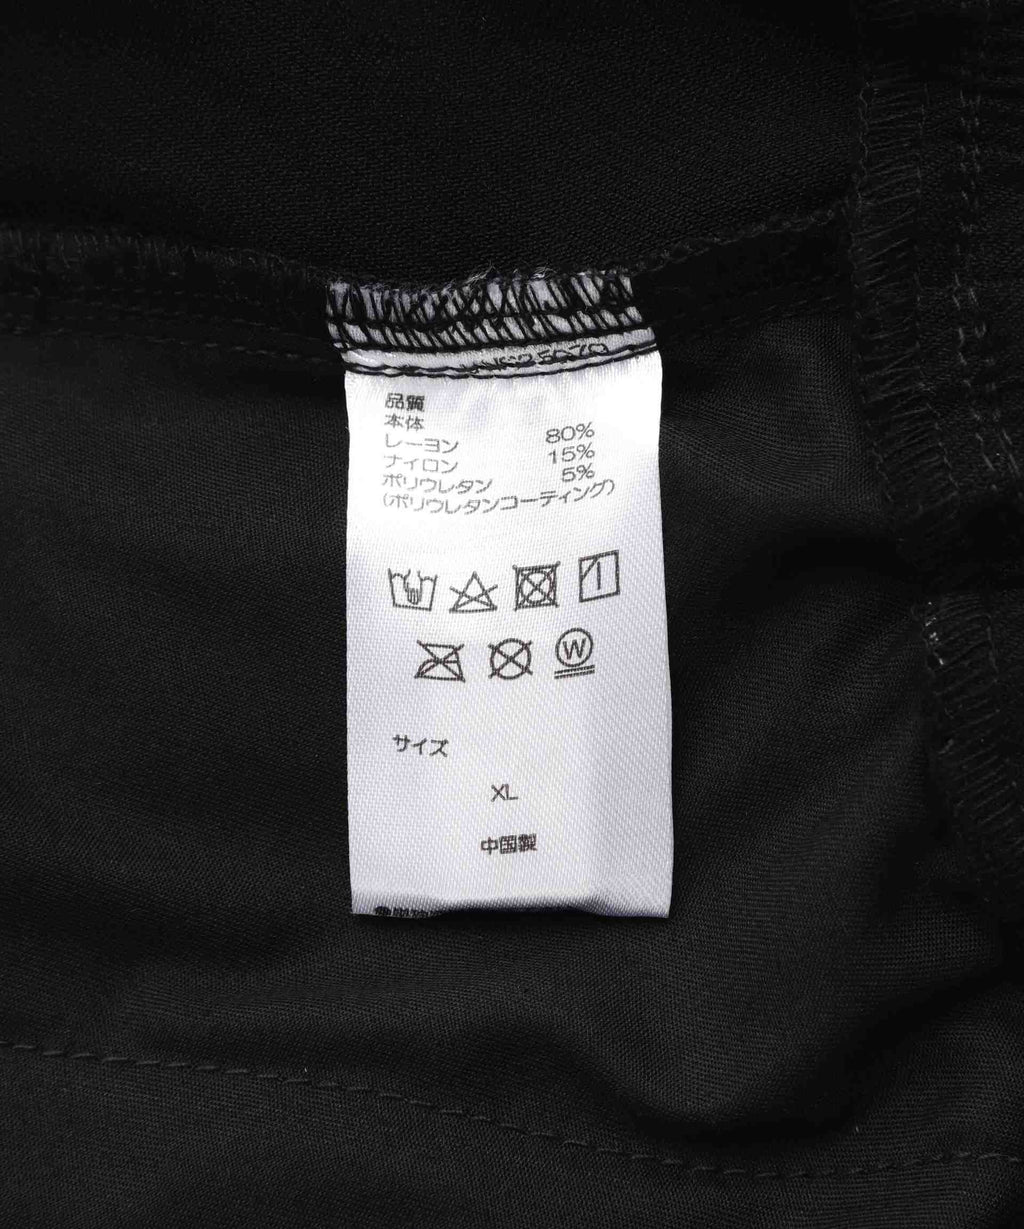 品質
本体
レーヨン 80%
ナイロン 15%
ポリウレタン 5%
(ポリウレタンコーティング)
W
サイズ
XL
中国製